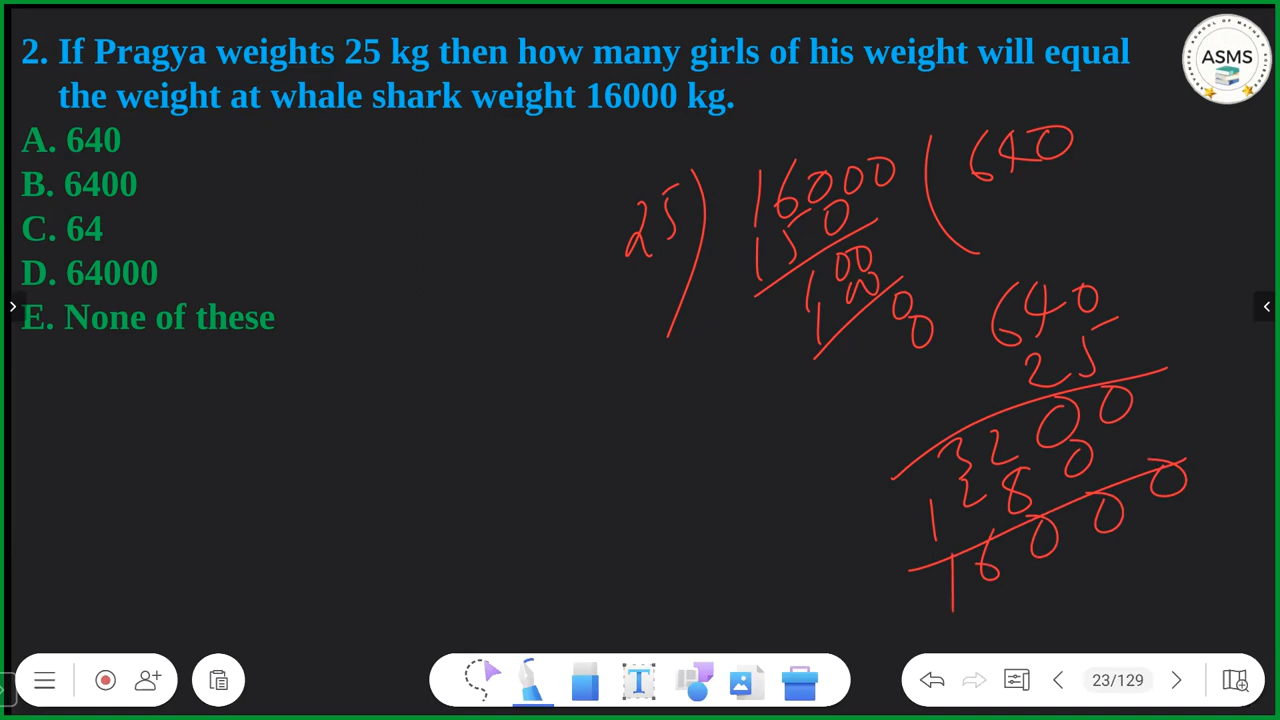 2. If Pragya weights 25 kg then how many girls of his weight will equal
the weight at whale shark weight 16000 kg.
A. 640
B. 6400
C. 64
D. 64000
E. None of these
ASMS
25) 16000 ( 640
150
100
100
00
640
25
3200
1280
16000
23/129